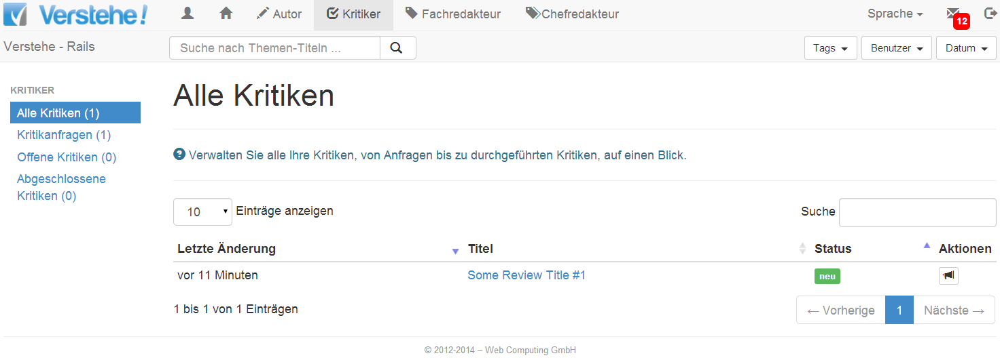 Verstehe!
Autor
Kritiker
Fachredakteur
Chefredakteur
Sprache
12
Verstehe - Rails
Suche nach Themen-Titeln ...
Tags
Benutzer
Datum
KRITIKER
Alle Kritiken (1)
Kritikanfragen (1)
Offene Kritiken (0)
Abgeschlossene
Kritiken (0)
Alle Kritiken
Verwalten Sie alle Ihre Kritiken, von Anfragen bis zu durchgeführten Kritiken, auf einen Blick.
10 Einträge anzeigen
Suche
Letzte Änderung Titel Status Aktionen
vor 11 Minuten Some Review Title #1 neu
1 bis 1 von 1 Einträgen
← Vorherige 1 Nächste →
© 2012-2014 – Web Computing GmbH